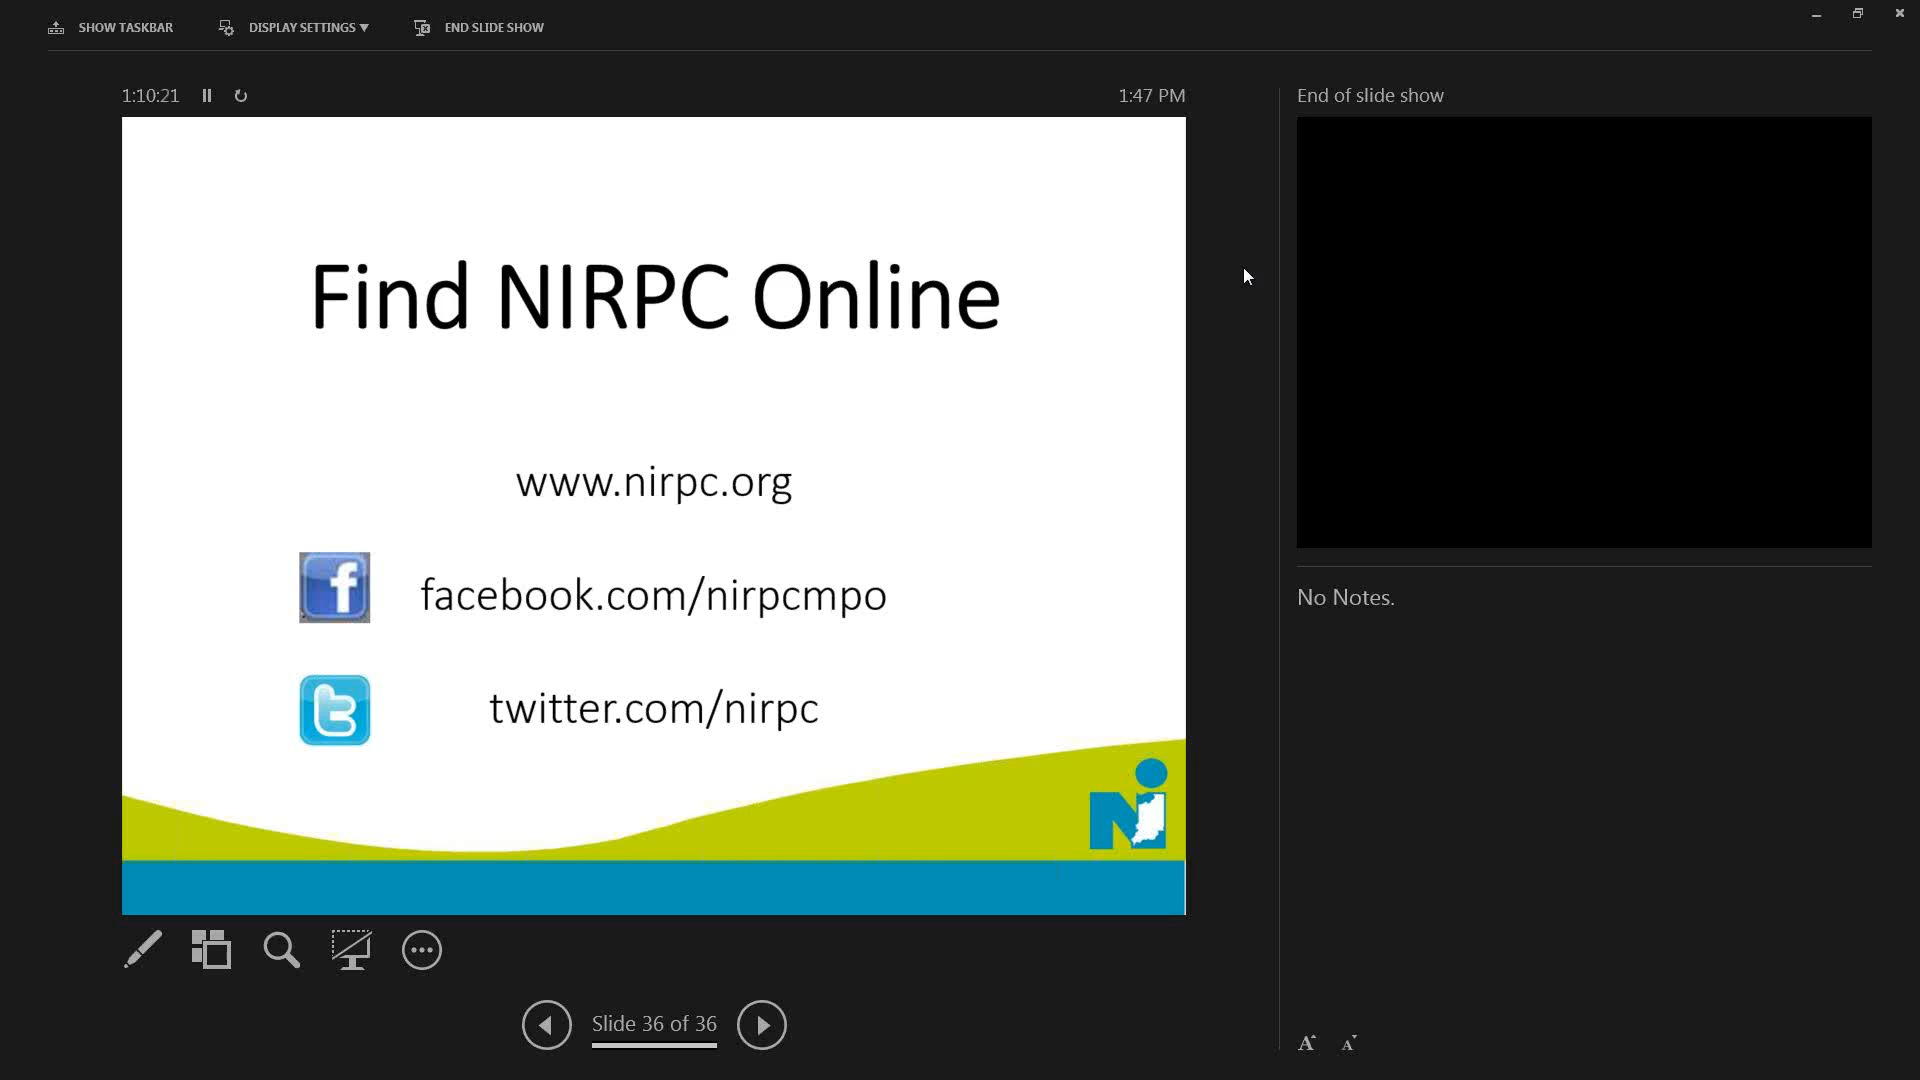 SHOW TASKBAR
DISPLAY SETTINGS
END SLIDE SHOW
1:10:21
1:47 PM
End of slide show
Find NIRPC Online
www.nirpc.org
facebook.com/nirpcmpo
twitter.com/nirpc
No Notes.
Slide 36 of 36